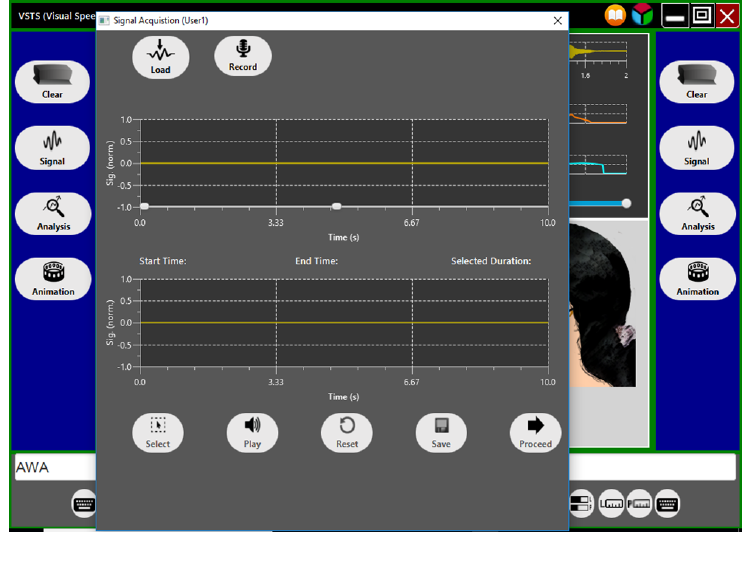 VSTS (Visual Spee
Signal Acquistion (User1)
Load
Record
Clear
Signal
Analysis
Animation
1.6
2
Clear
Signal
Analysis
Animation
Sig. (norm.)
1.0
0.5
0.0
-0.5
-1.0
0.0
3.33
6.67
10.0
Time (s)
Start Time:
End Time:
Selected Duration:
Sig. (norm.)
1.0
0.5
0.0
-0.5
-1.0
0.0
3.33
6.67
10.0
Time (s)
Select
Play
Reset
Save
Proceed
AWA